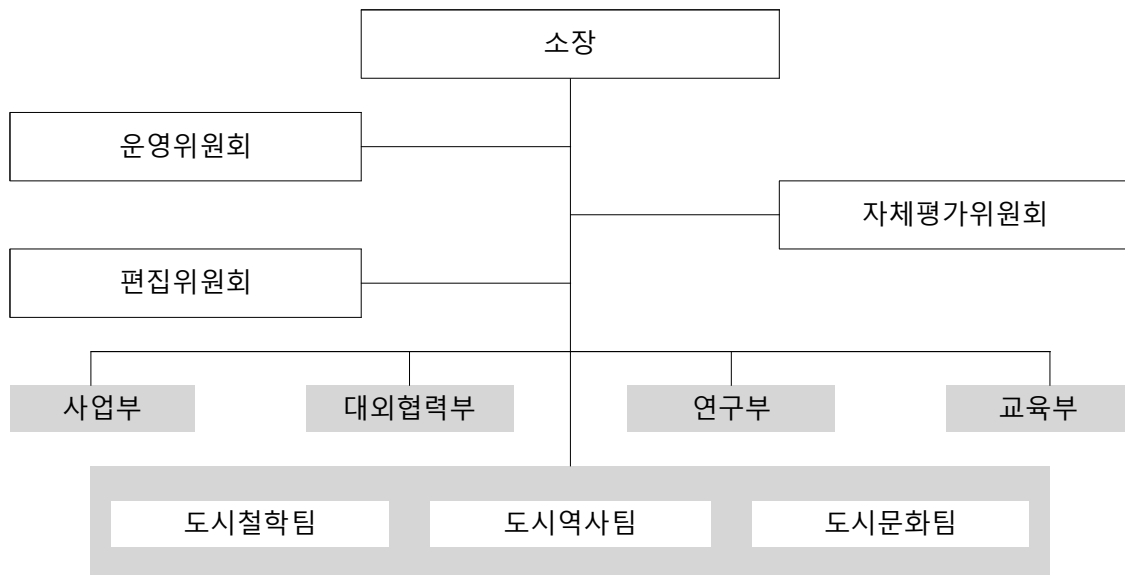 소장
운영위원회
자체평가위원회
편집위원회
사업부
대외협력부
연구부
교육부
도시철학팀
도시역사팀
도시문화팀